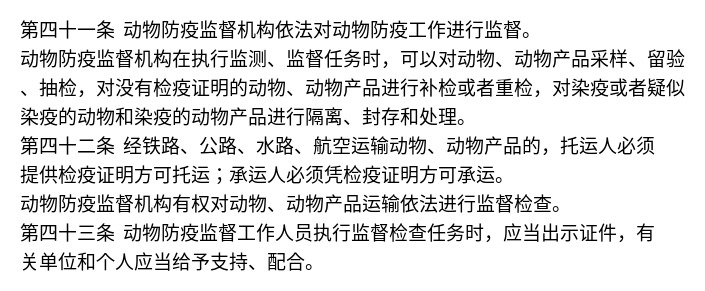 第四十一条 动物防疫监督机构依法对动物防疫工作进行监督。
动物防疫监督机构在执行监测、监督任务时，可以对动物、动物产品采样、留验
、抽检，对没有检疫证明的动物、动物产品进行补检或者重检，对染疫或者疑似
染疫的动物和染疫的动物产品进行隔离、封存和处理。
第四十二条 经铁路、公路、水路、航空运输动物、动物产品的，托运人必须
提供检疫证明方可托运；承运人必须凭检疫证明方可承运。
动物防疫监督机构有权对动物、动物产品运输依法进行监督检查。
第四十三条 动物防疫监督工作人员执行监督检查任务时，应当出示证件，有
关单位和个人应当给予支持、配合。